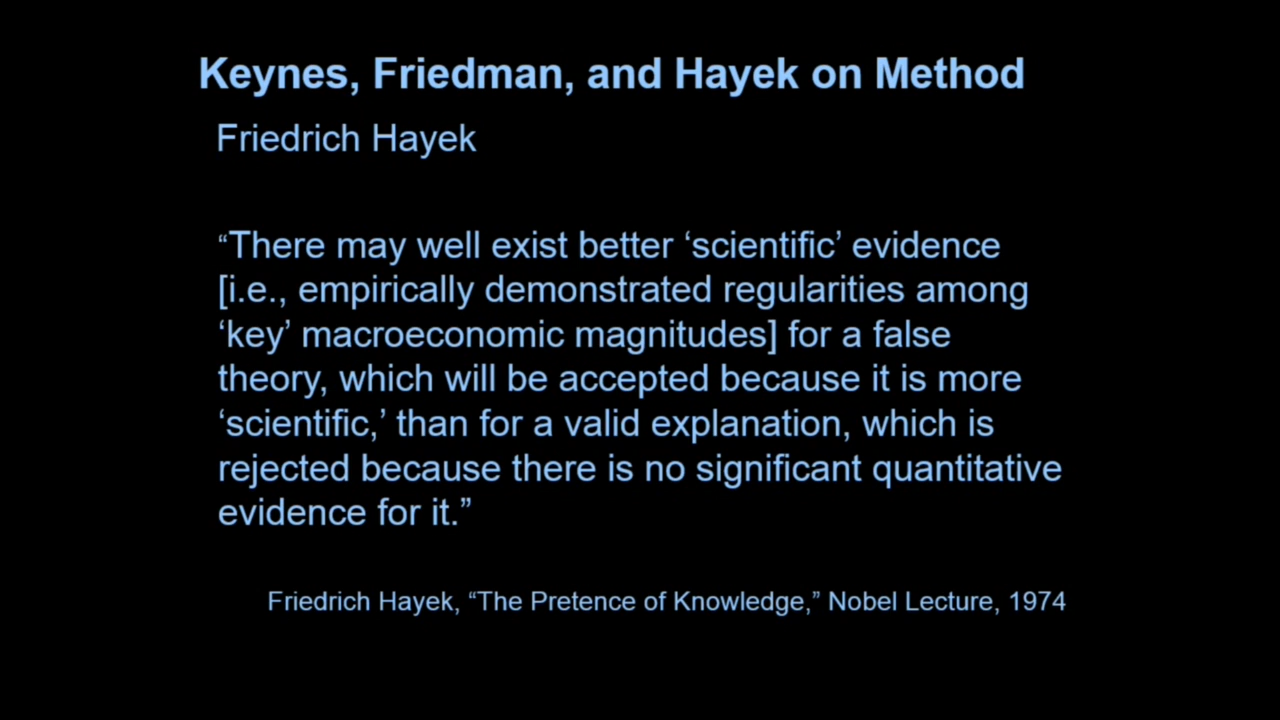 Keynes, Friedman, and Hayek on Method
Friedrich Hayek
“There may well exist better ‘scientific’ evidence
[i.e., empirically demonstrated regularities among
‘key’ macroeconomic magnitudes] for a false
theory, which will be accepted because it is more
‘scientific,’ than for a valid explanation, which is
rejected because there is no significant quantitative
evidence for it.”
Friedrich Hayek, “The Pretence of Knowledge,” Nobel Lecture, 1974